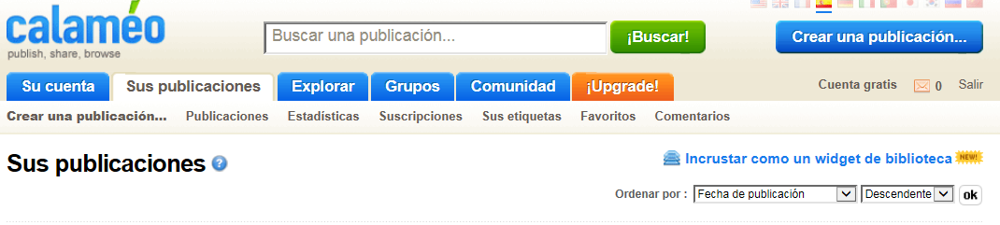 calaméo
publish, share, browse
Buscar una publicación...
¡Buscar!
Crear una publicación...
Su cuenta Sus publicaciones Explorar Grupos Comunidad ¡Upgrade! Cuenta gratis 0 Salir
Crear una publicación... Publicaciones Estadísticas Suscripciones Sus etiquetas Favoritos Comentarios
Sus publicaciones ?
Incrustar como un widget de biblioteca NEW!
Ordenar por : Fecha de publicación Descendente ok